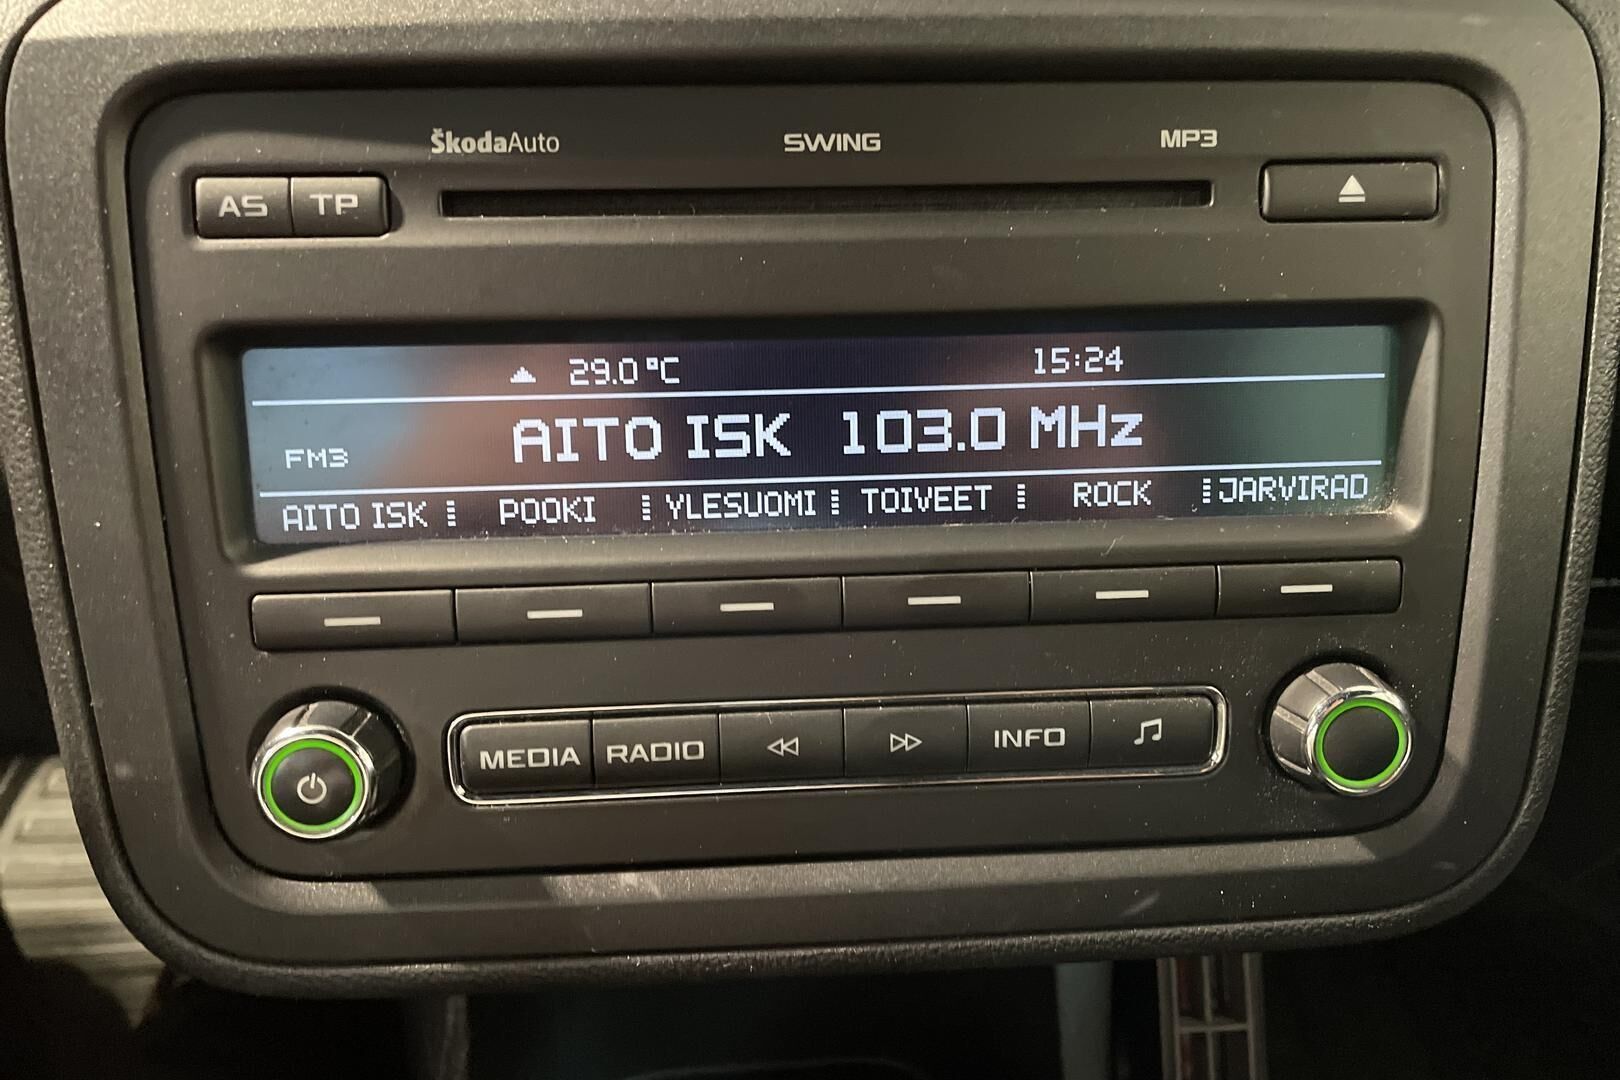 ŠkodaAuto SWING MP3
AS TP
29.0 °C 15:24
FM3 AITO ISK 103.0 MHz
AITO ISK POOKI YLESUOMI TOIVEET ROCK JARVIRAD
MEDIA RADIO INFO